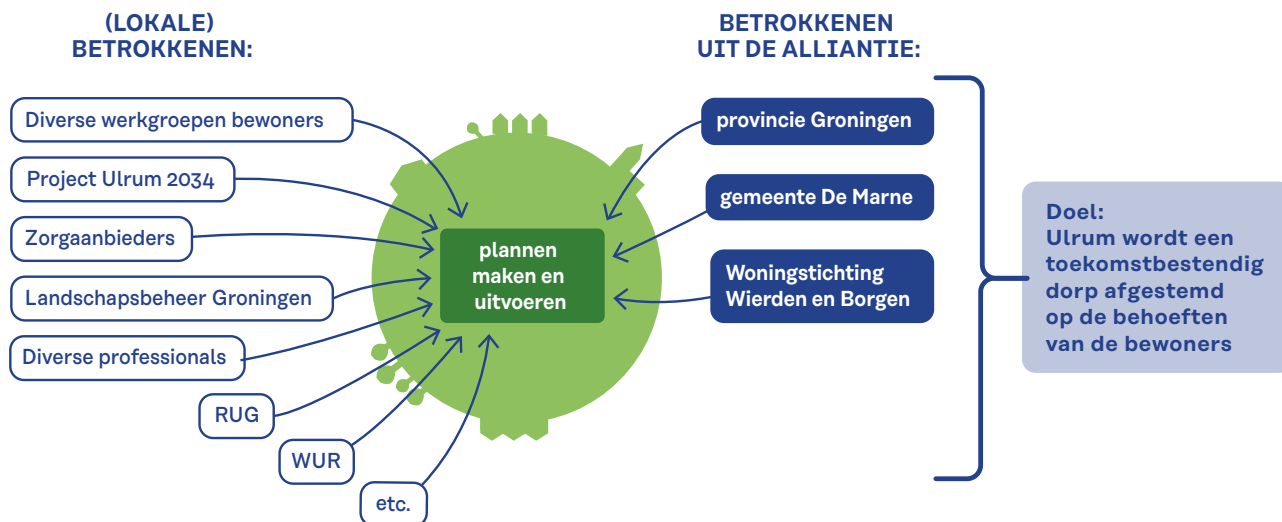 (LOKALE)
BETROKKENEN:
Diverse werkgroepen bewoners
Project Ulrum 2034
Zorgaanbieders
Landschapsbeheer Groningen
Diverse professionals
RUG
WUR
etc.
plannen
maken en
uitvoeren
BETROKKENEN
UIT DE ALLIANTIE:
provincie Groningen
gemeente De Marne
Woningstichting
Wierden en Borgen
Doel:
Ulrum wordt een
toekomstbestendig
dorp afgestemd
op de behoeften
van de bewoners